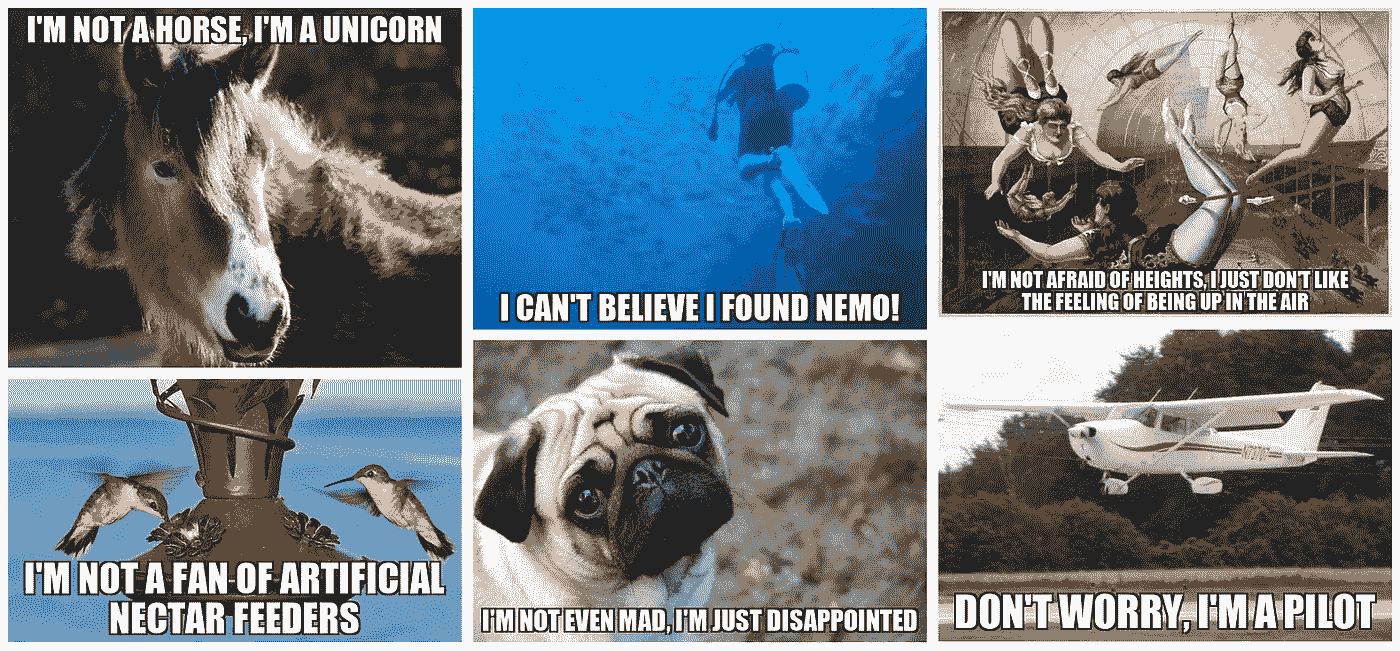 I'M NOT A HORSE, I'M A UNICORN
I CAN'T BELIEVE I FOUND NEMO!
I'M NOT AFRAID OF HEIGHTS, I JUST DON'T LIKE
THE FEELING OF BEING UP IN THE AIR
I'M NOT A FAN OF ARTIFICIAL
NECTAR FEEDERS
I'M NOT EVEN MAD, I'M JUST DISAPPOINTED
DON'T WORRY, I'M A PILOT